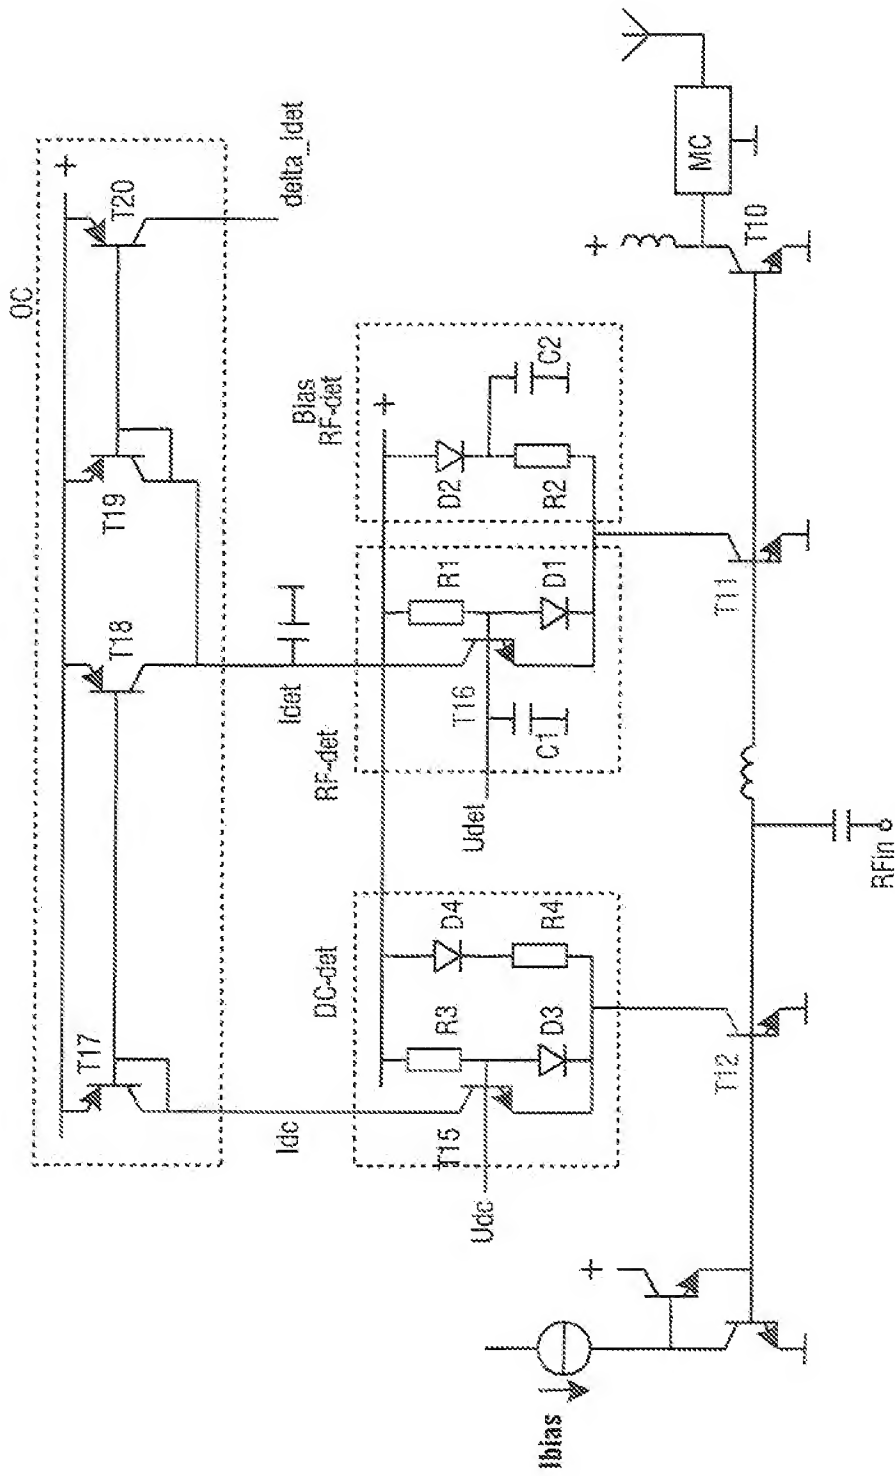 OC
+
T17
T18
T19
T20
delta_Idet
Idc
Idet
DC-det
RF-det
Bias
RF-det
+
R3
D4
R1
D2
C2
T15
D3
R4
T16
D1
R2
C1
Udc
Udet
+
+
MC
Ibias
T12
T11
T10
RFin